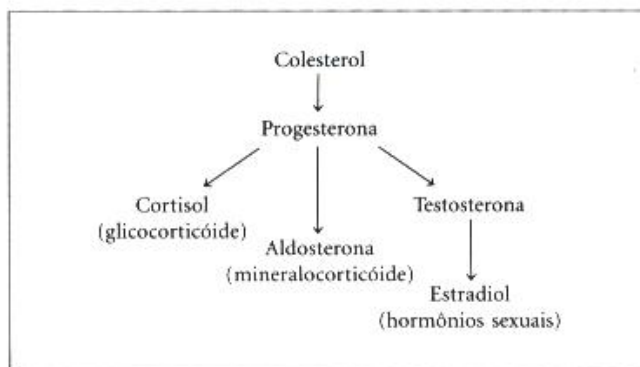 Colesterol
Progesterona
Cortisol
(glicocorticóide)
Aldosterona
(mineralocorticóide)
Testosterona
Estradiol
(hormônios sexuais)